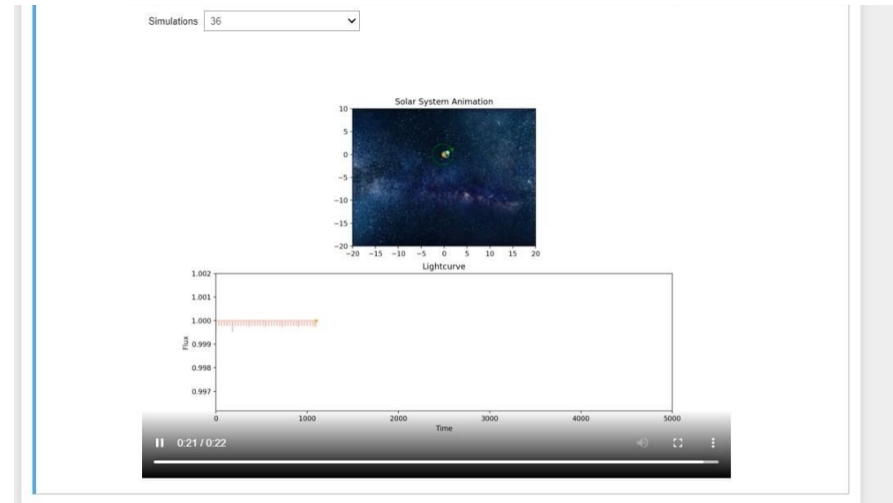 Simulations 36
Solar System Animation
10
5
0
−5
−10
−15
−20
−20 −15 −10 −5 0 5 10 15 20
Lightcurve
1.002
1.001
1.000
0.999
0.998
0.997
Flux
0 1000 2000 3000 4000 5000
Time
0:21 / 0:22